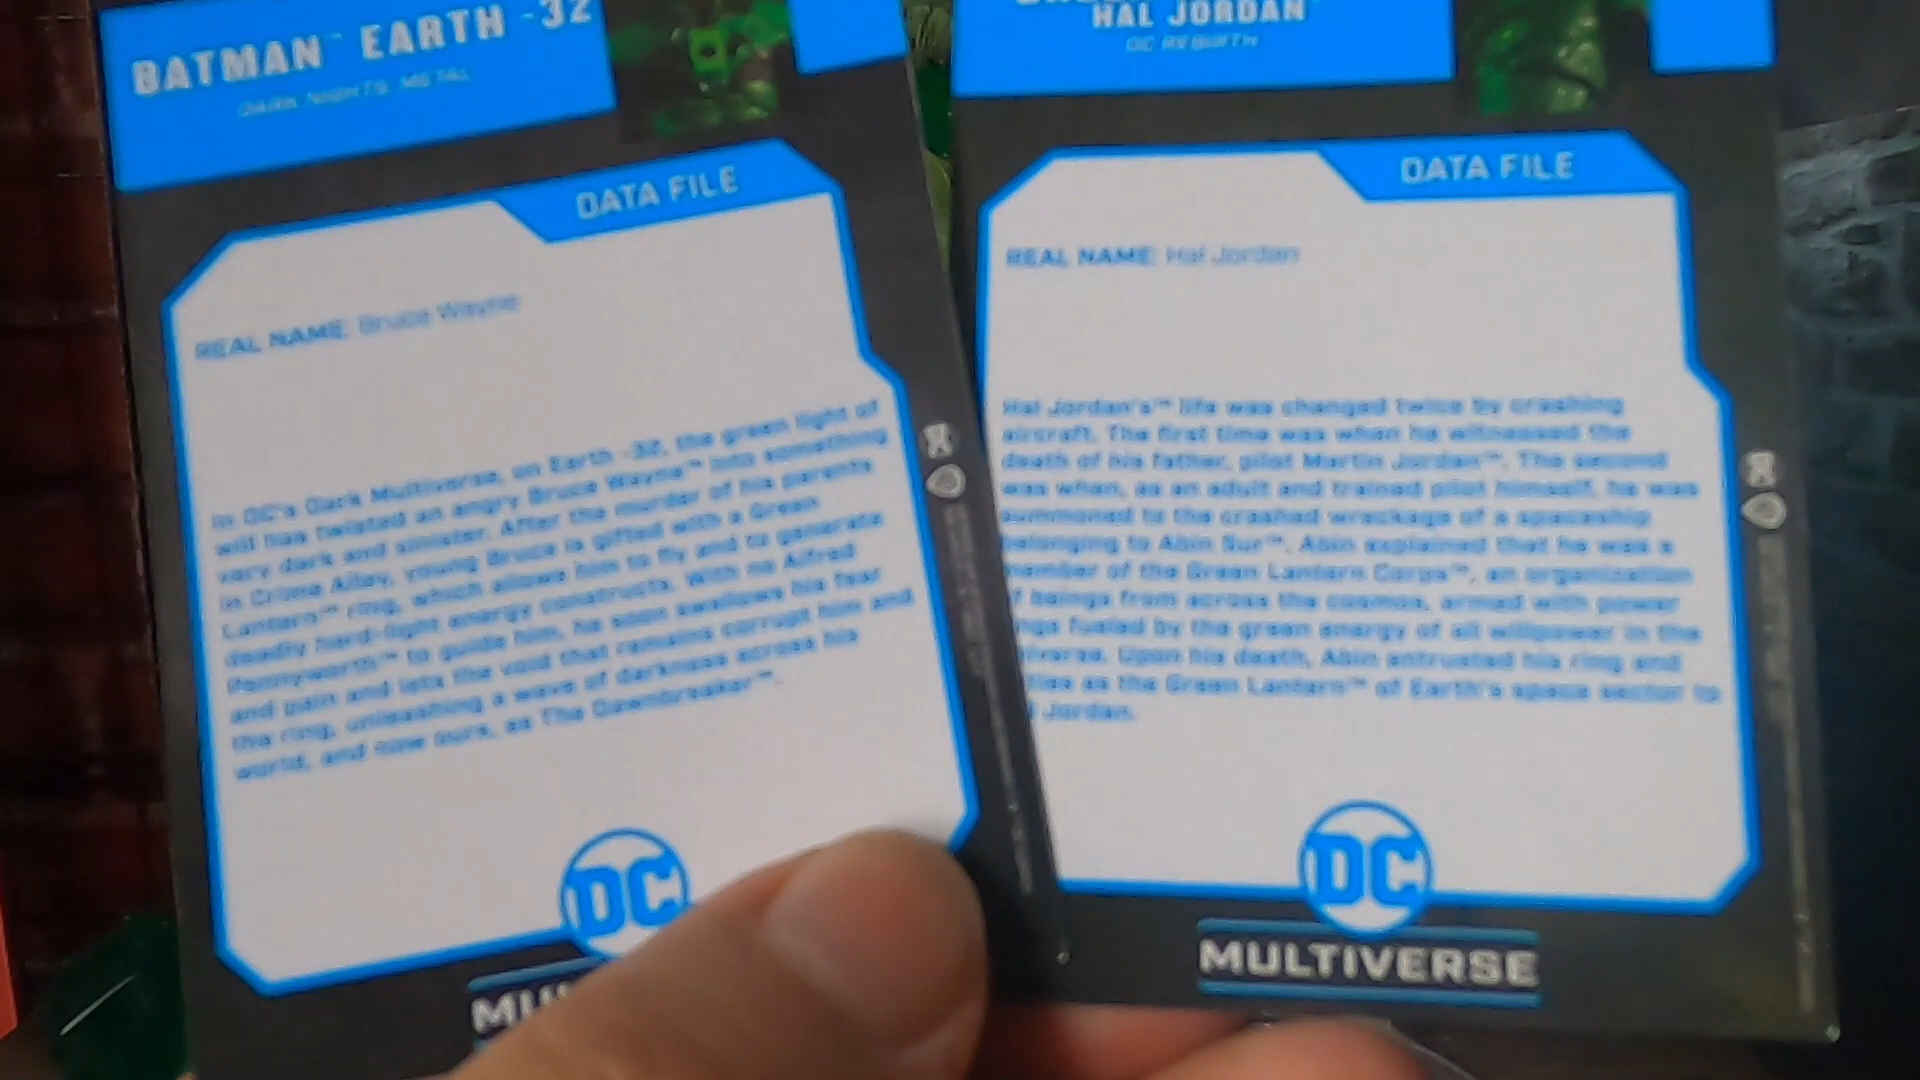 BATMAN™ EARTH -32
DARK NIGHTS: METAL
DATA FILE
REAL NAME: Bruce Wayne
In DC's Dark Multiverse, on Earth -32, the green light of
will has twisted an angry Bruce Wayne™ into something
very dark and sinister. After the murder of his parents
in Crime Alley, young Bruce is gifted with a Green
Lantern™ ring, which allows him to fly and to generate
deadly hard-light energy constructs. With no Alfred
Pennyworth™ to guide him, he soon swallows his fear
and pain and lets the void that remains corrupt him and
the ring, unleashing a wave of darkness across his
world, and now ours, as The Dawnbreaker™.
DC
HAL JORDAN™
DC REBIRTH
DATA FILE
REAL NAME: Hal Jordan
Hal Jordan's™ life was changed twice by crashing
aircraft. The first time was when he witnessed the
death of his father, pilot Martin Jordan™. The second
was when, as an adult and trained pilot himself, he was
summoned to the crashed wreckage of a spaceship
belonging to Abin Sur™. Abin explained that he was a
member of the Green Lantern Corps™, an organization
f beings from across the cosmos, armed with power
ngs fueled by the green energy of all willpower in the
iverse. Upon his death, Abin entrusted his ring and
as the Green Lantern™ of Earth's space sector to
l Jordan.
DC
MULTIVERSE